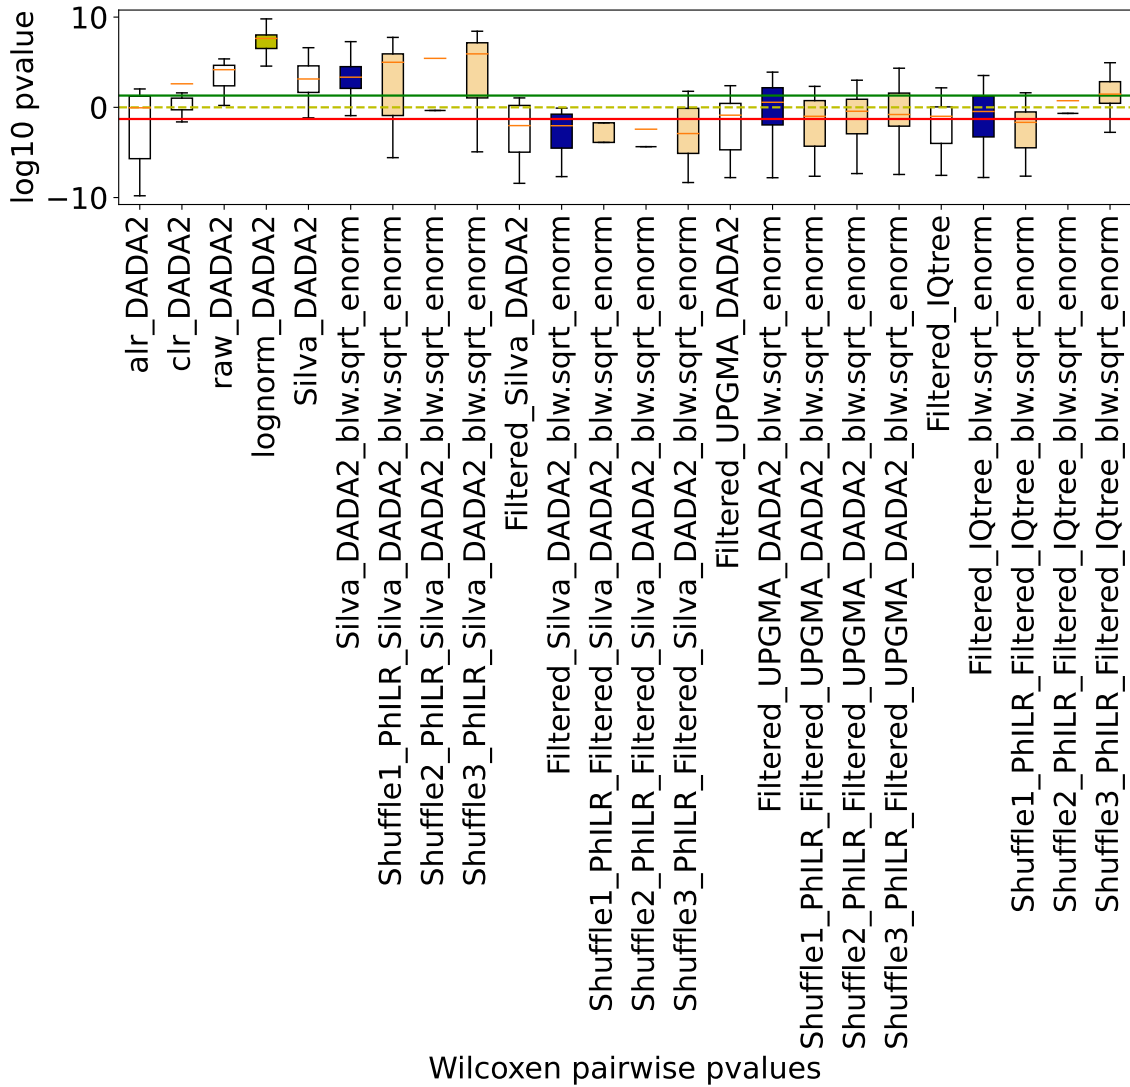 log10 pvalue
10
0
−10
alr_DADA2
clr_DADA2
raw_DADA2
lognorm_DADA2
Silva_DADA2
Silva_DADA2_blw.sqrt_enorm
Shuffle1_PhILR_Silva_DADA2_blw.sqrt_enorm
Shuffle2_PhILR_Silva_DADA2_blw.sqrt_enorm
Shuffle3_PhILR_Silva_DADA2_blw.sqrt_enorm
Filtered_Silva_DADA2
Filtered_Silva_DADA2_blw.sqrt_enorm
Shuffle1_PhILR_Filtered_Silva_DADA2_blw.sqrt_enorm
Shuffle2_PhILR_Filtered_Silva_DADA2_blw.sqrt_enorm
Shuffle3_PhILR_Filtered_Silva_DADA2_blw.sqrt_enorm
Filtered_UPGMA_DADA2
Filtered_UPGMA_DADA2_blw.sqrt_enorm
Shuffle1_PhILR_Filtered_UPGMA_DADA2_blw.sqrt_enorm
Shuffle2_PhILR_Filtered_UPGMA_DADA2_blw.sqrt_enorm
Shuffle3_PhILR_Filtered_UPGMA_DADA2_blw.sqrt_enorm
Filtered_IQtree
Filtered_IQtree_blw.sqrt_enorm
Shuffle1_PhILR_Filtered_IQtree_blw.sqrt_enorm
Shuffle2_PhILR_Filtered_IQtree_blw.sqrt_enorm
Shuffle3_PhILR_Filtered_IQtree_blw.sqrt_enorm
Wilcoxen pairwise pvalues